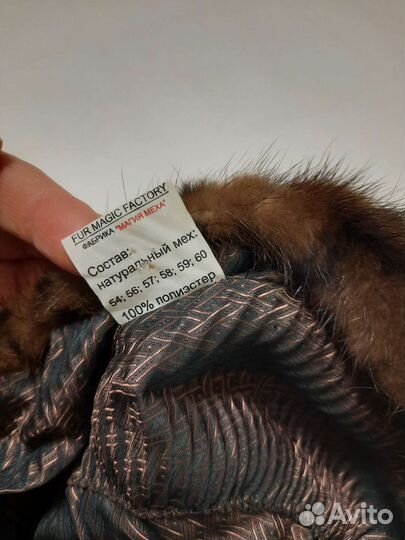 FUR MAGIC FACTORY
ФАБРИКА "МАГИЯ МЕХА"
Состав:
натуральный мех:
54; 56; 57; 58; 59; 60
100% полиэстер
Avito